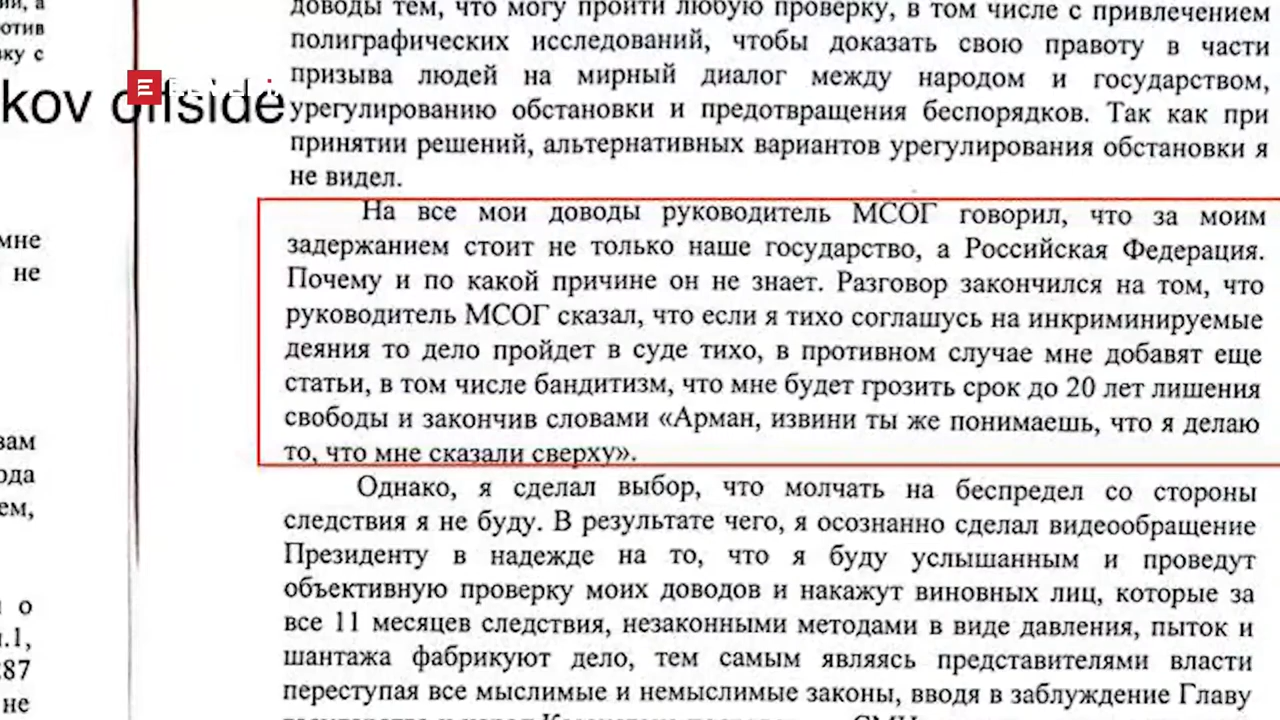 доводы тем, что могу пройти любую проверку, в том числе с привлечением
полиграфических исследований, чтобы доказать свою правоту в части
призыва людей на мирный диалог между народом и государством,
урегулированию обстановки и предотвращения беспорядков. Так как при
принятии решений, альтернативных вариантов урегулирования обстановки я
не видел.
На все мои доводы руководитель МСОГ говорил, что за моим
задержанием стоит не только наше государство, а Российская Федерация.
Почему и по какой причине он не знает. Разговор закончился на том, что
руководитель МСОГ сказал, что если я тихо соглашусь на инкриминируемые
деяния то дело пройдет в суде тихо, в противном случае мне добавят еще
статьи, в том числе бандитизм, что мне будет грозить срок до 20 лет лишения
свободы и закончив словами «Арман, извини ты же понимаешь, что я делаю
то, что мне сказали сверху».
Однако, я сделал выбор, что молчать на беспредел со стороны
следствия я не буду. В результате чего, я осознанно сделал видеообращение
Президенту в надежде на то, что я буду услышанным и проведут
объективную проверку моих доводов и накажут виновных лиц, которые за
все 11 месяцев следствия, незаконными методами в виде давления, пыток и
шантажа фабрикуют дело, тем самым являясь представителями власти
переступая все мыслимые и немыслимые законы, вводя в заблуждение Главу
kov offside
мне
не
вам
ода
ем,
о
.1,
287
не